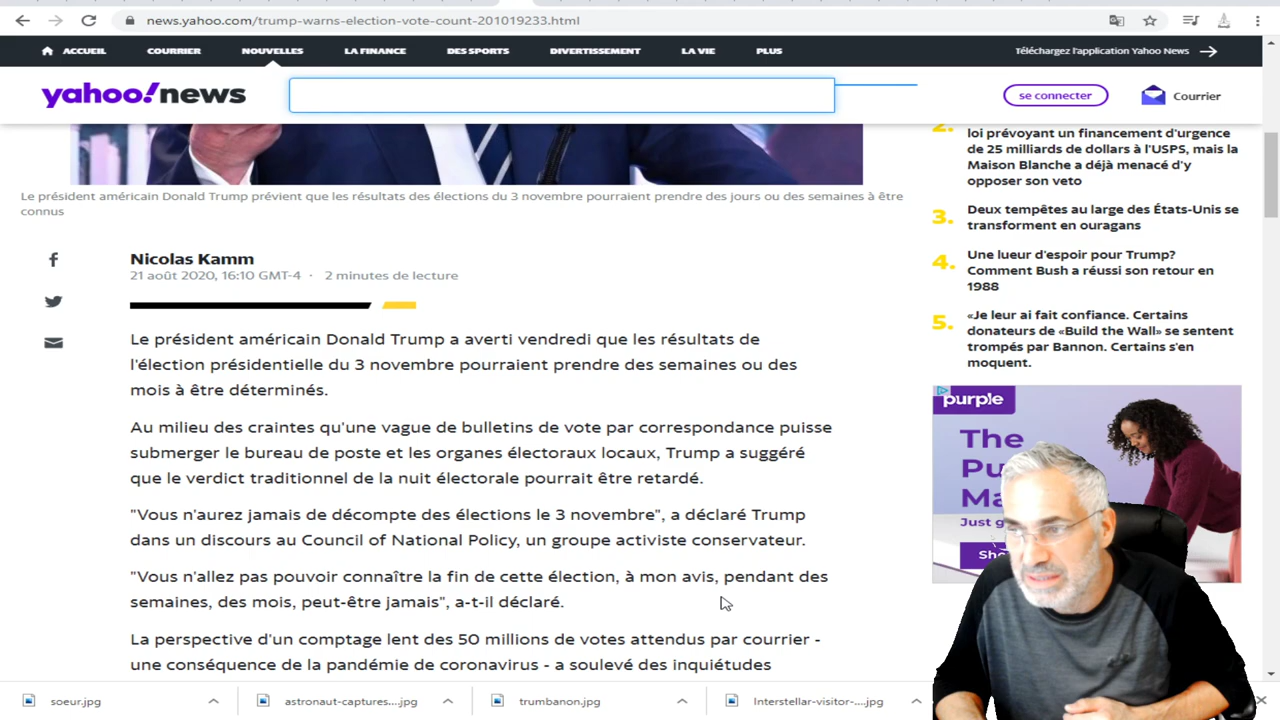 news.yahoo.com/trump-warns-election-vote-count-201019233.html
ACCUEIL COURRIER NOUVELLES LA FINANCE DES SPORTS DIVERTISSEMENT LA VIE PLUS Téléchargez l'application Yahoo News
yahoo!news se connecter Courrier
Le président américain Donald Trump prévient que les résultats des élections du 3 novembre pourraient prendre des jours ou des semaines à être
connus
Nicolas Kamm
21 août 2020, 16:10 GMT-4 · 2 minutes de lecture
Le président américain Donald Trump a averti vendredi que les résultats de
l'élection présidentielle du 3 novembre pourraient prendre des semaines ou des
mois à être déterminés.
Au milieu des craintes qu'une vague de bulletins de vote par correspondance puisse
submerger le bureau de poste et les organes électoraux locaux, Trump a suggéré
que le verdict traditionnel de la nuit électorale pourrait être retardé.
"Vous n'aurez jamais de décompte des élections le 3 novembre", a déclaré Trump
dans un discours au Council of National Policy, un groupe activiste conservateur.
"Vous n'allez pas pouvoir connaître la fin de cette élection, à mon avis, pendant des
semaines, des mois, peut-être jamais", a-t-il déclaré.
La perspective d'un comptage lent des 50 millions de votes attendus par courrier -
une conséquence de la pandémie de coronavirus - a soulevé des inquiétudes
2.
loi prévoyant un financement d'urgence
de 25 milliards de dollars à l'USPS, mais la
Maison Blanche a déjà menacé d'y
opposer son veto
3. Deux tempêtes au large des États-Unis se
transforment en ouragans
4. Une lueur d'espoir pour Trump?
Comment Bush a réussi son retour en
1988
5. «Je leur ai fait confiance. Certains
donateurs de «Build the Wall» se sentent
trompés par Bannon. Certains s'en
moquent.
purple
The
Pu
Ma
Just g
Sh
soeur.jpg astronaut-captures....jpg trumbanon.jpg Interstellar-visitor-....jpg